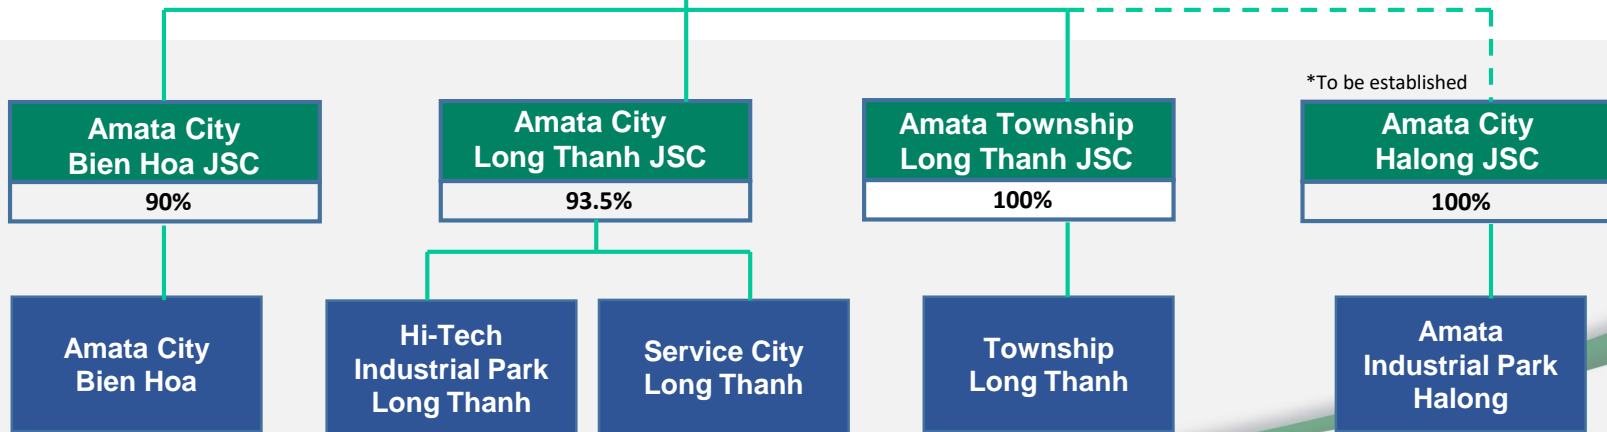 *To be established
Amata City
Bien Hoa JSC
90%
Amata City
Long Thanh JSC
93.5%
Amata Township
Long Thanh JSC
100%
Amata City
Halong JSC
100%
Amata City
Bien Hoa
Hi-Tech
Industrial Park
Long Thanh
Service City
Long Thanh
Township
Long Thanh
Amata
Industrial Park
Halong